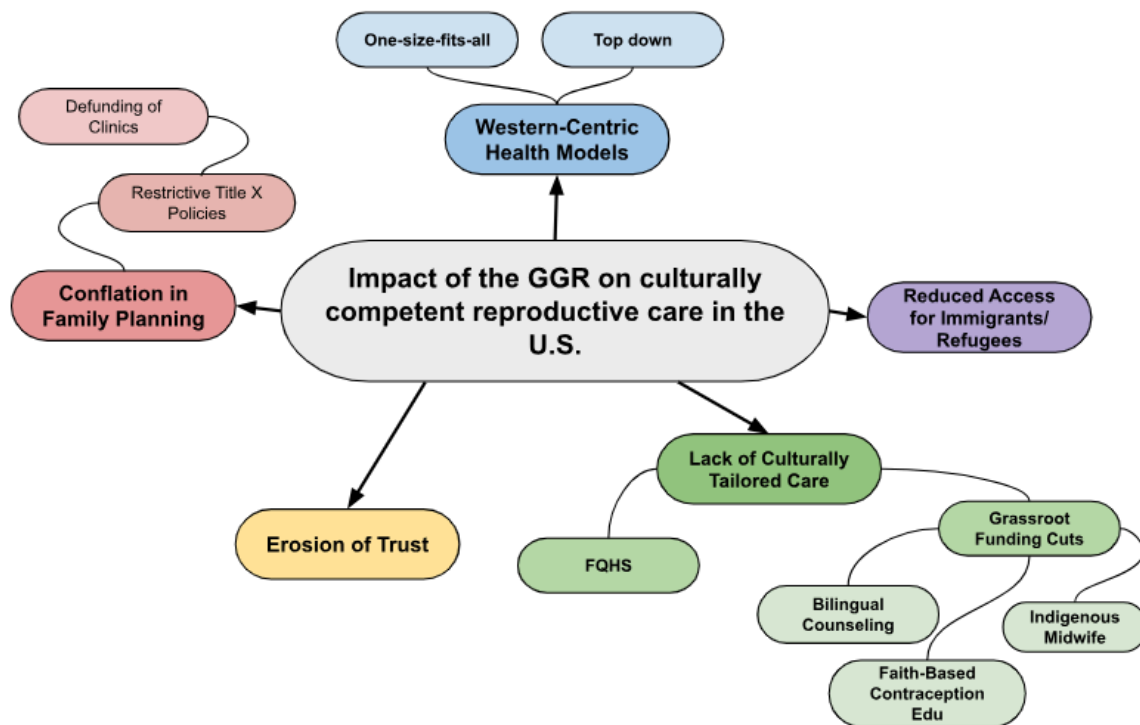 One-size-fits-all
Top down
Western-Centric
Health Models
Defunding of
Clinics
Restrictive Title X
Policies
Conflation in
Family Planning
Impact of the GGR on culturally
competent reproductive care in the
U.S.
Reduced Access
for Immigrants/
Refugees
Erosion of Trust
Lack of Culturally
Tailored Care
FQHS
Grassroot
Funding Cuts
Bilingual
Counseling
Faith-Based
Contraception
Edu
Indigenous
Midwife